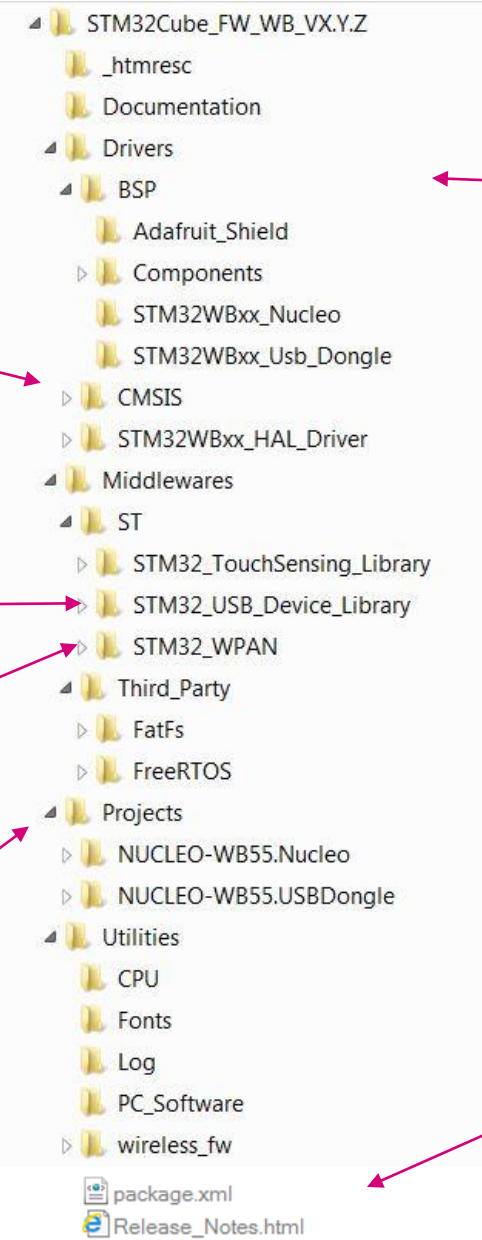 STM32Cube_FW_WB_VX.Y.Z
_htmresc
Documentation
Drivers
BSP
Adafruit_Shield
Components
STM32WBxx_Nucleo
STM32WBxx_Usb_Dongle
CMSIS
STM32WBxx_HAL_Driver
Middlewares
ST
STM32_TouchSensing_Library
STM32_USB_Device_Library
STM32_WPAN
Third_Party
FatFs
FreeRTOS
Projects
NUCLEO-WB55.Nucleo
NUCLEO-WB55.USBDongle
Utilities
CPU
Fonts
Log
PC_Software
wireless_fw
package.xml
Release_Notes.html